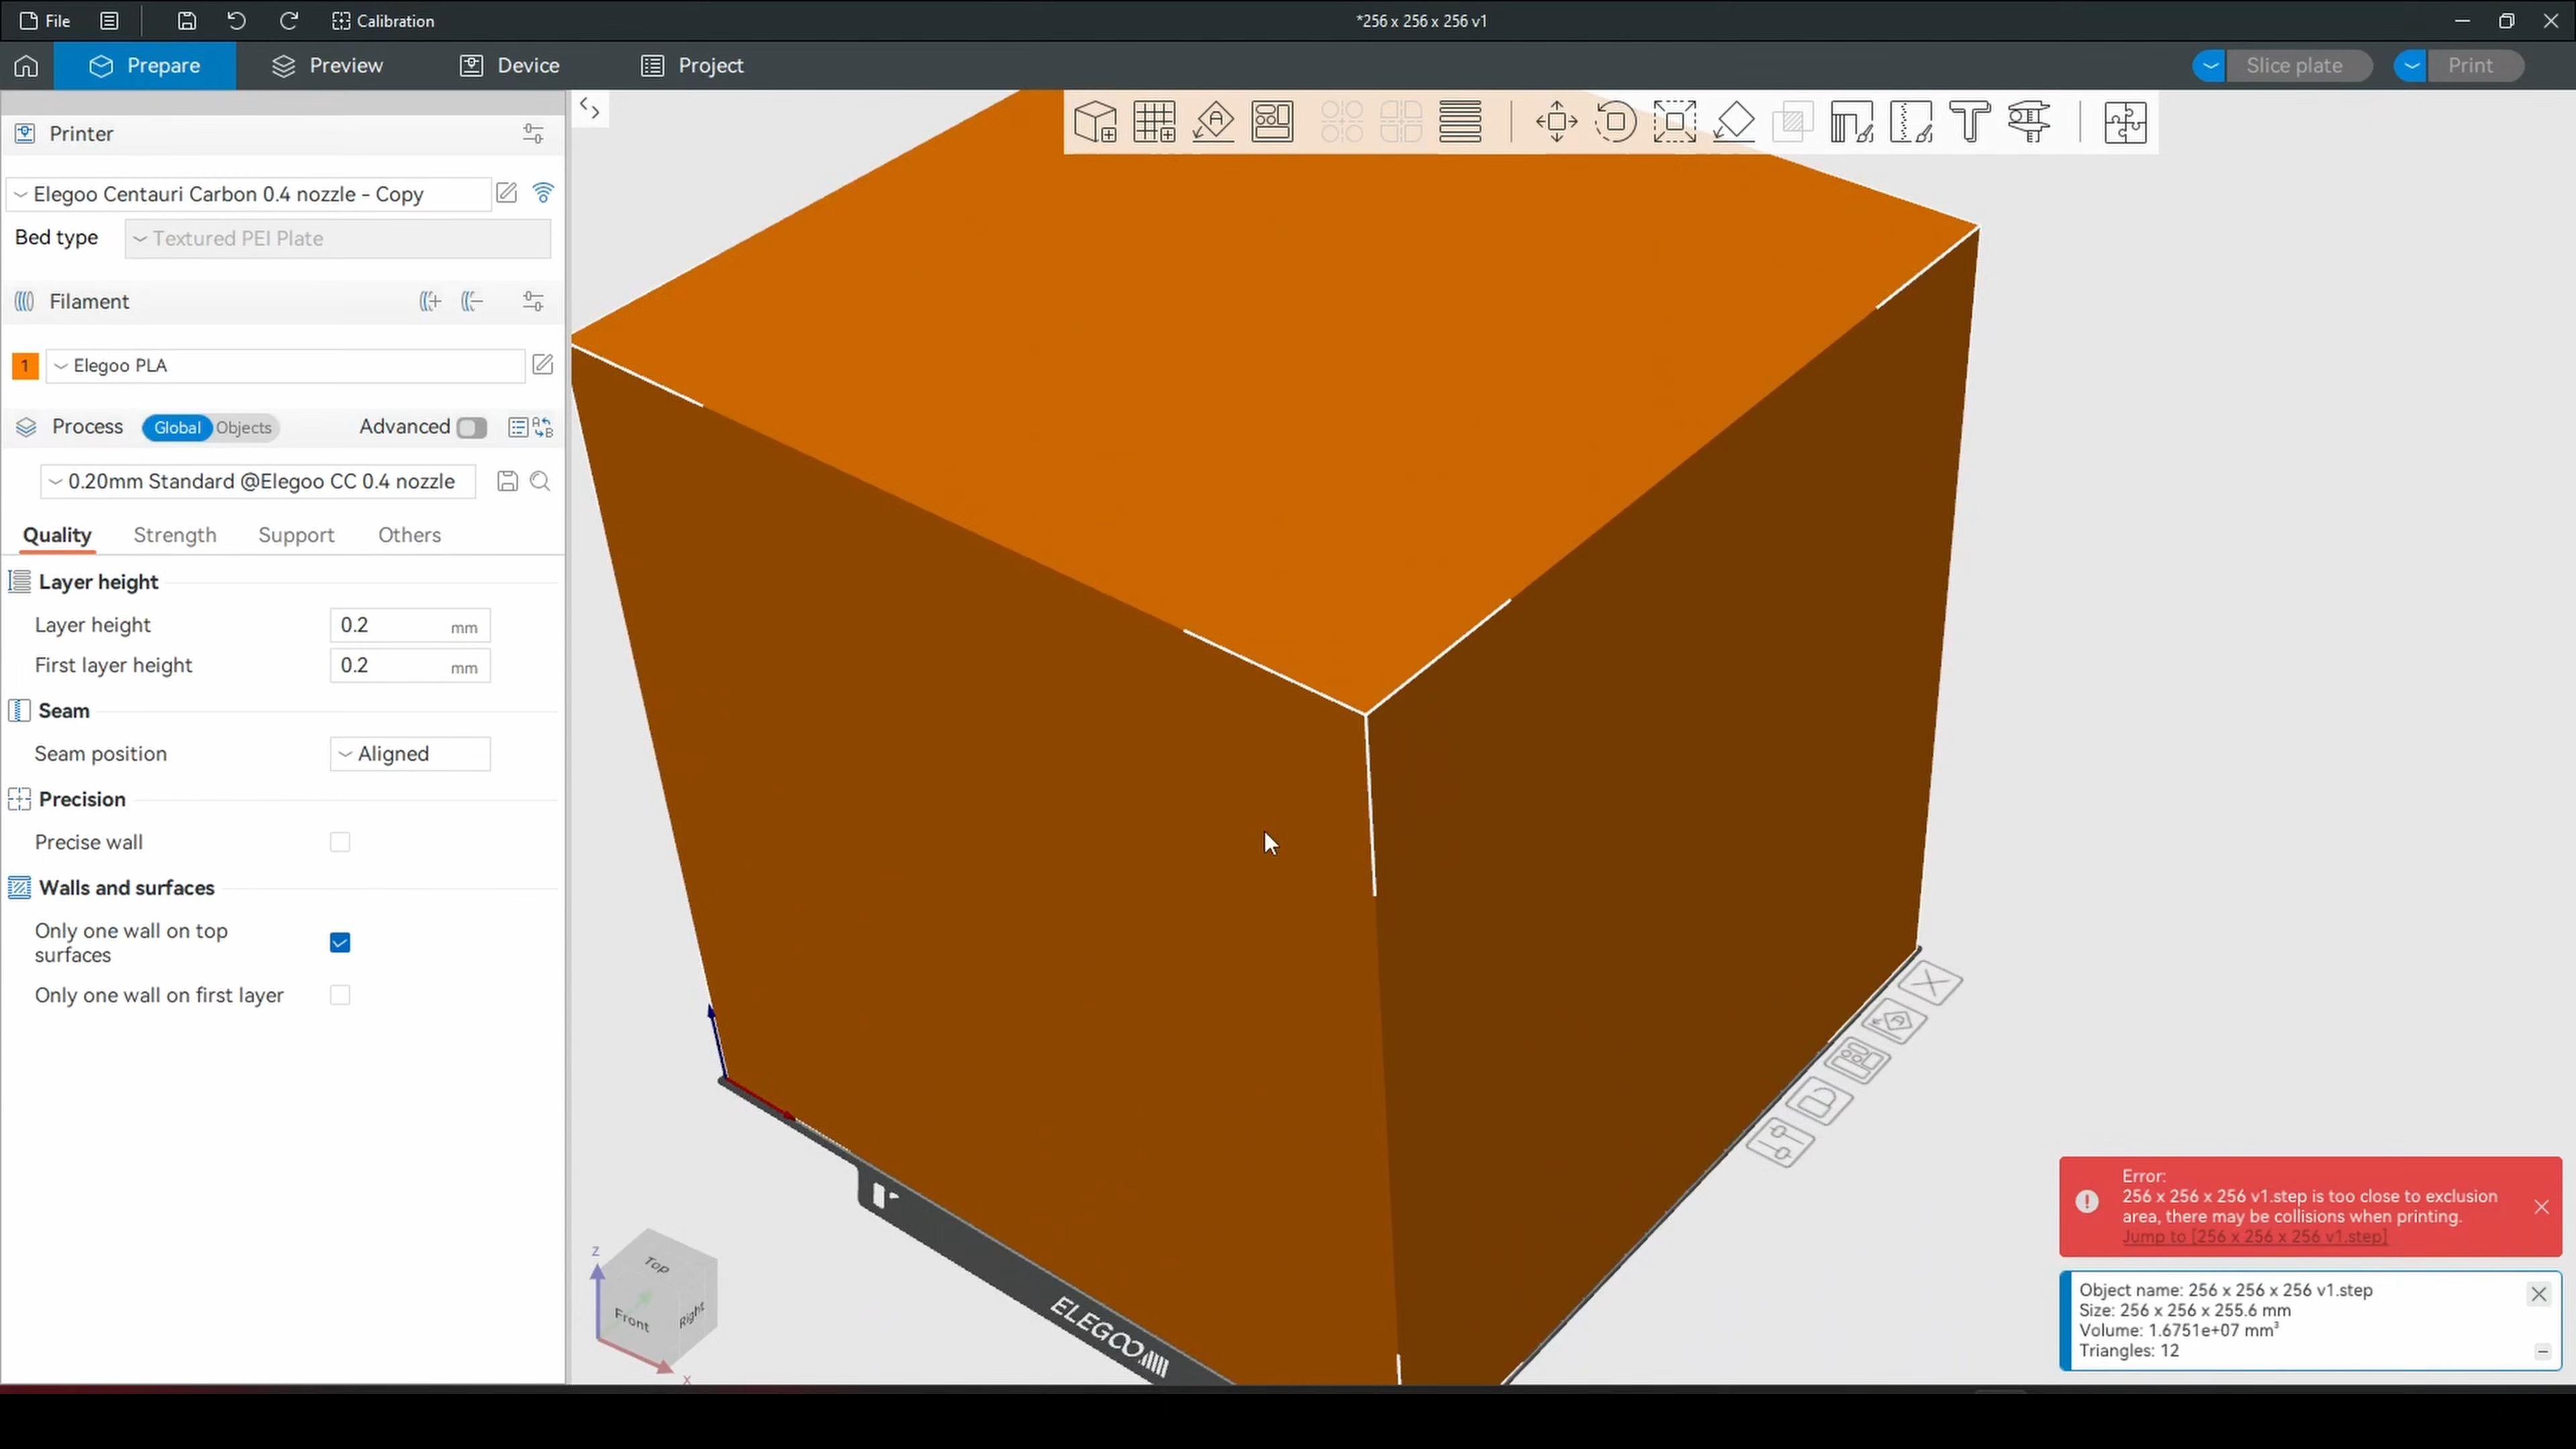 File
Calibration
*256 x 256 x 256 v1
Prepare
Preview
Device
Project
Slice plate
Print
Printer
Elegoo Centauri Carbon 0.4 nozzle - Copy
Bed type
Textured PEI Plate
Filament
1
Elegoo PLA
Process
Global
Objects
Advanced
0.20mm Standard @Elegoo CC 0.4 nozzle
Quality
Strength
Support
Others
Layer height
Layer height
0.2 mm
First layer height
0.2 mm
Seam
Seam position
Aligned
Precision
Precise wall
Walls and surfaces
Only one wall on top
surfaces
Only one wall on first layer
ELEGOO
Z
Top
Front
Right
X
Error:
256 x 256 x 256 v1.step is too close to exclusion
area, there may be collisions when printing.
Jump to [256 x 256 x 256 v1.step]
Object name: 256 x 256 x 256 v1.step
Size: 256 x 256 x 255.6 mm
Volume: 1.6751e+07 mm³
Triangles: 12